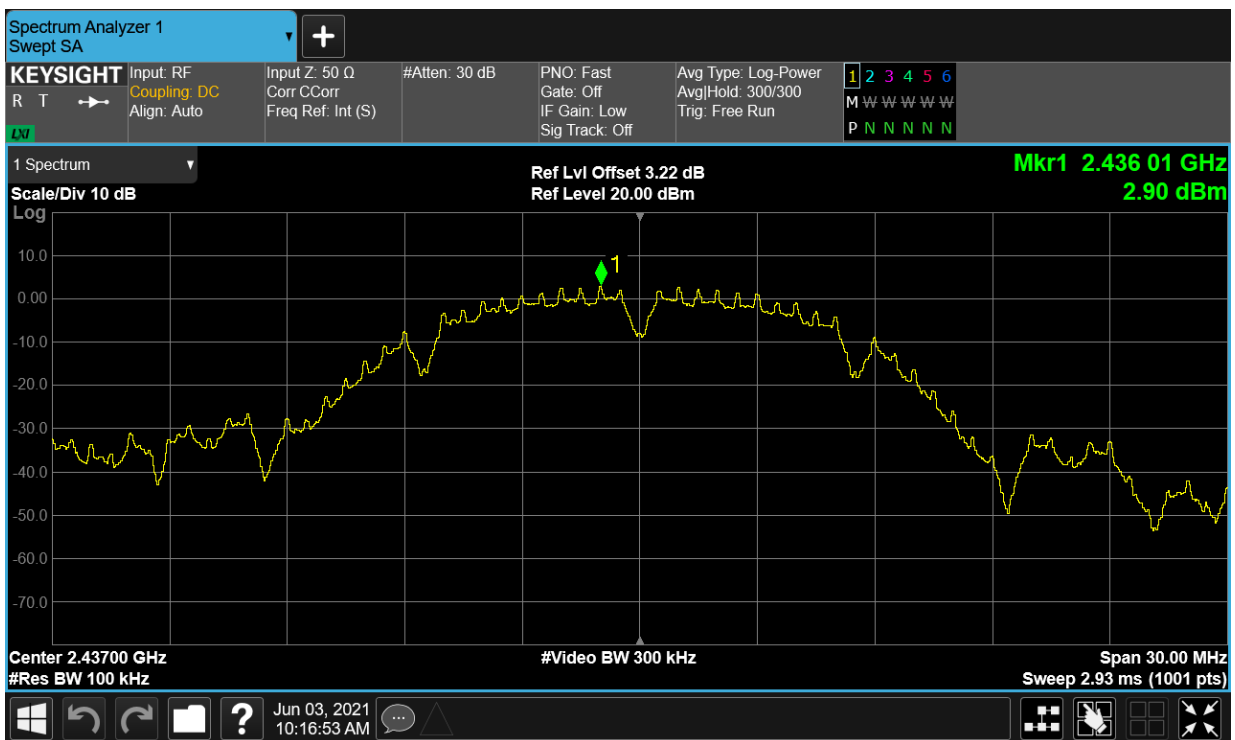 Spectrum Analyzer 1
Swept SA
+
KEYSIGHT
R T
LXI
Input: RF
Coupling: DC
Align: Auto
Input Z: 50 Ω
Corr CCorr
Freq Ref: Int (S)
#Atten: 30 dB
PNO: Fast
Gate: Off
IF Gain: Low
Sig Track: Off
Avg Type: Log-Power
Avg|Hold: 300/300
Trig: Free Run
1 2 3 4 5 6
M W W W W W
P N N N N N
1 Spectrum
Scale/Div 10 dB
Log
Ref Lvl Offset 3.22 dB
Ref Level 20.00 dBm
Mkr1 2.436 01 GHz
2.90 dBm
1
10.0
0.00
-10.0
-20.0
-30.0
-40.0
-50.0
-60.0
-70.0
Center 2.43700 GHz
#Video BW 300 kHz
Span 30.00 MHz
#Res BW 100 kHz
Sweep 2.93 ms (1001 pts)
?
Jun 03, 2021
10:16:53 AM